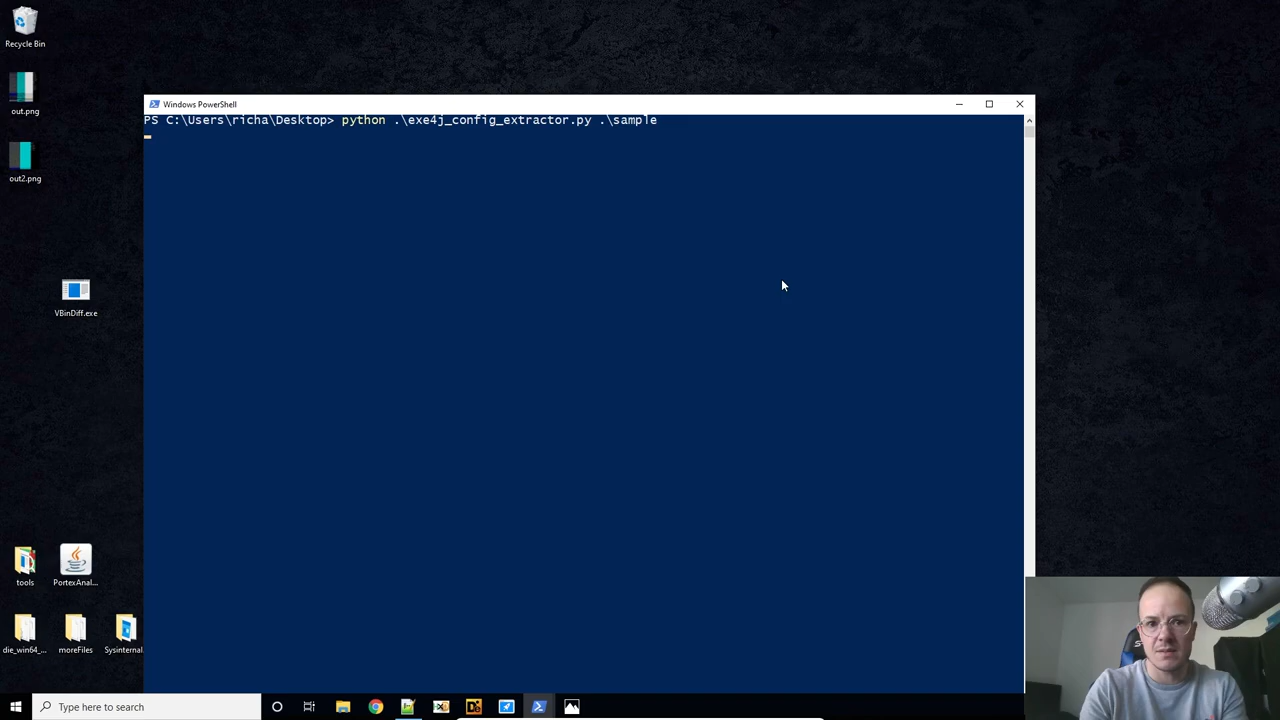 Recycle Bin
out.png
out2.png
VBinDiff.exe
tools
PortexAnal...
die_win64_...
moreFiles
Sysinternal.
Windows PowerShell
PS C:\Users\richa\Desktop> python .\exe4j_config_extractor.py .\sample
Type here to search